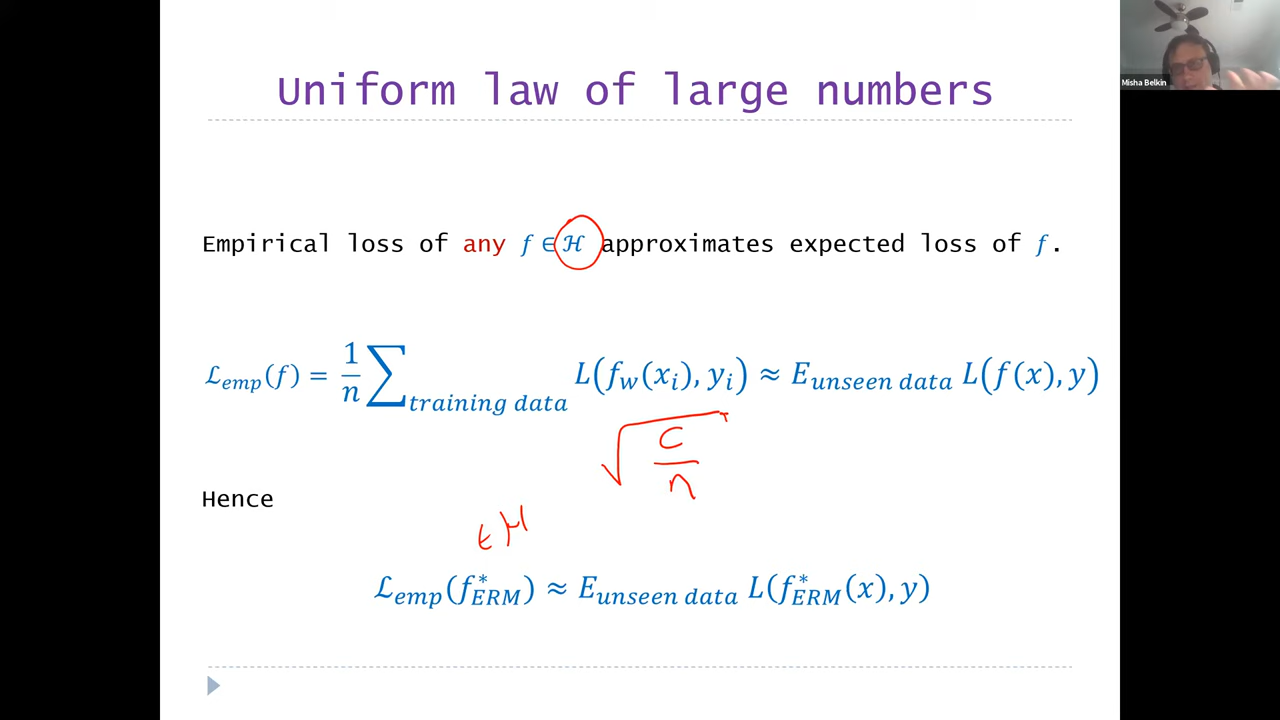 Uniform law of large numbers
Misha Belkin
Empirical loss of any f ∈ ℋ approximates expected loss of f.
ℒ_emp(f) = 1/n ∑_training data L(f_w(x_i), y_i) ≈ E_unseen data L(f(x), y)
√(c/n)
Hence
∈ ℋ
ℒ_emp(f*_ERM) ≈ E_unseen data L(f*_ERM(x), y)